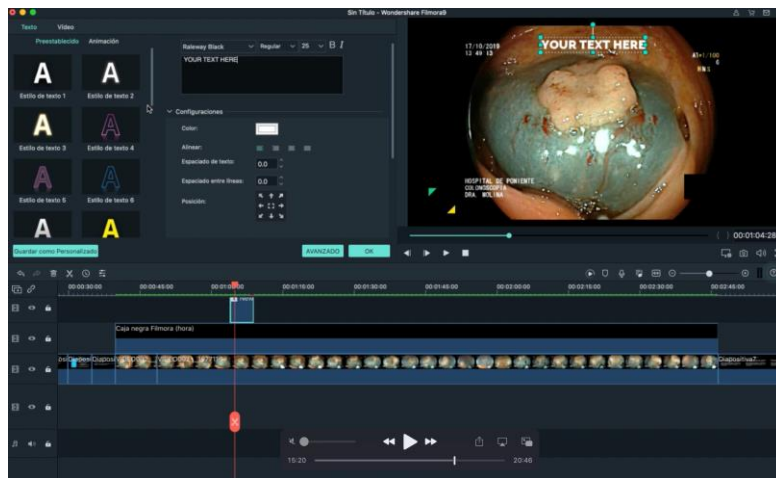 Sin Título - Wondershare Filmora9
Texto Vídeo
Preestablecido Animación
Raleway Black Regular 25 B I
YOUR TEXT HERE
A A
Estilo de texto 1 Estilo de texto 2
A A
Estilo de texto 3 Estilo de texto 4
A A
Estilo de texto 5 Estilo de texto 6
A A
Configuraciones
Color:
Alinear:
Espaciado de texto: 0.0
Espaciado entre líneas: 0.0
Posición:
Guardar como Personalizado AVANZADO OK
17/10/2019
13 49 13
YOUR TEXT HERE
HOSPITAL DE PONIENTE
COLONOSCOPIA
DRA. MOLINA
00:01:04:28
00:00:30:00 00:00:45:00 00:01:15:00 00:01:30:00 00:01:45:00 00:02:00:00 00:02:15:00 00:02:30:00 00:02:45:00
Caja negra Filmora (hora)
Diapositiva7
15:20 20:46